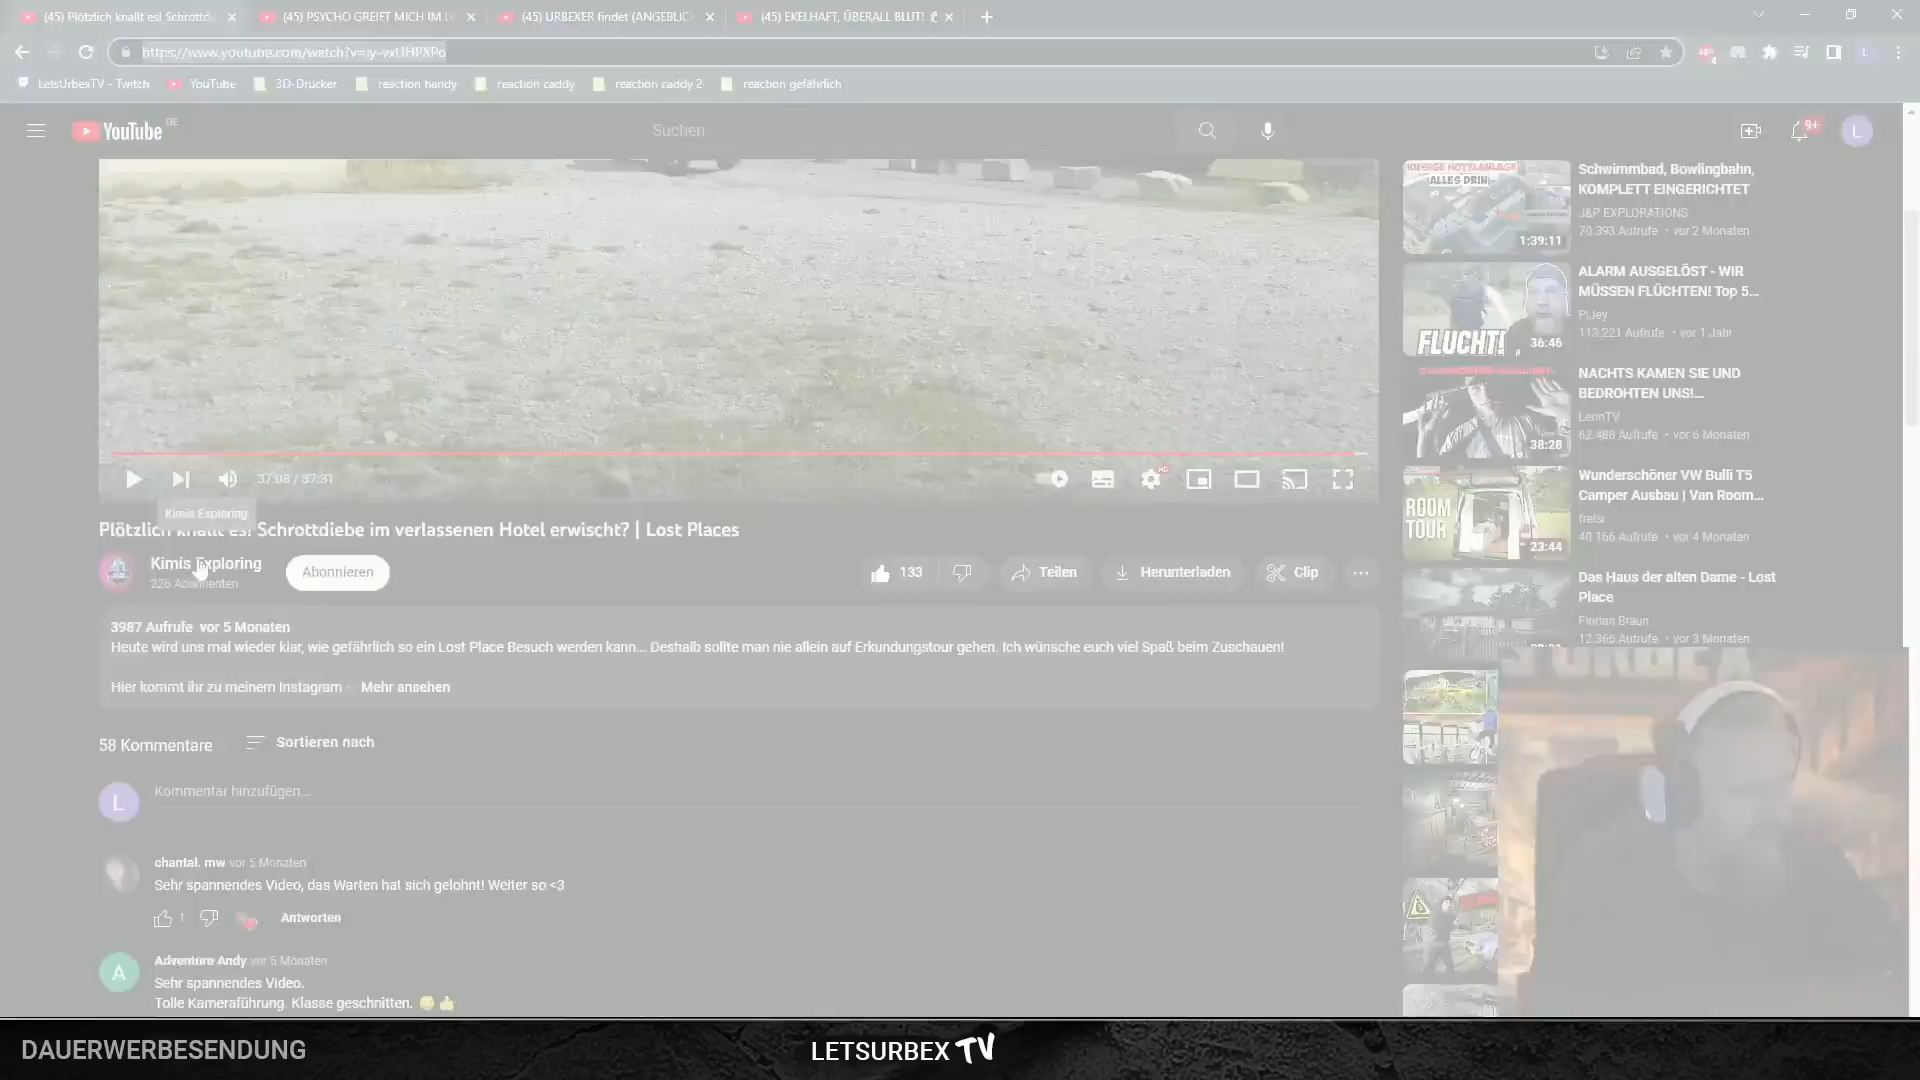 (45) Plötzlich knallt es! Schrottd
(45) PSYCHO GREIFT MICH IM
(45) URBEXER findet (ANGEBLIC
(45) EKELHAFT, ÜBERALL BLUT!
LetsUrbexTV - Twitch
YouTube
3D-Drucker
reaction handy
reaction caddy
reaction caddy 2
reaction gefährlich
YouTube DE
Suchen
9+
L
37:08 / 37:31
HD
Kimis Exploring
Plötzlich knallt es! Schrottdiebe im verlassenen Hotel erwischt? | Lost Places
Kimis Exploring
226 Abonnenten
Abonnieren
133
Teilen
Herunterladen
Clip
3987 Aufrufe vor 5 Monaten
Heute wird uns mal wieder klar, wie gefährlich so ein Lost Place Besuch werden kann... Deshalb sollte man nie allein auf Erkundungstour gehen. Ich wünsche euch viel Spaß beim Zuschauen!
Hier kommt ihr zu meinem Instagram
Mehr ansehen
58 Kommentare
Sortieren nach
L
Kommentar hinzufügen...
chantal. mw vor 5 Monaten
Sehr spannendes Video, das Warten hat sich gelohnt! Weiter so <3
1
Antworten
A
Adventure Andy vor 5 Monaten
Sehr spannendes Video.
Tolle Kameraführung. Klasse geschnitten.
ALLES DRIN
1:39:11
Schwimmbad, Bowlingbahn,
KOMPLETT EINGERICHTET
J&P EXPLORATIONS
70.393 Aufrufe • vor 2 Monaten
FLUCHT!
36:46
ALARM AUSGELÖST - WIR
MÜSSEN FLÜCHTEN! Top 5...
PiJey
113.221 Aufrufe • vor 1 Jahr
38:28
NACHTS KAMEN SIE UND
BEDROHTEN UNS!...
LennTV
62.488 Aufrufe • vor 6 Monaten
ROOM
TOUR
23:44
Wunderschöner VW Bulli T5
Camper Ausbau | Van Room...
frelsi
40.166 Aufrufe • vor 4 Monaten
Das Haus der alten Dame - Lost
Place
Florian Braun
12.365 Aufrufe • vor 3 Monaten
DAUERWERBESENDUNG
LETSURBEX TV